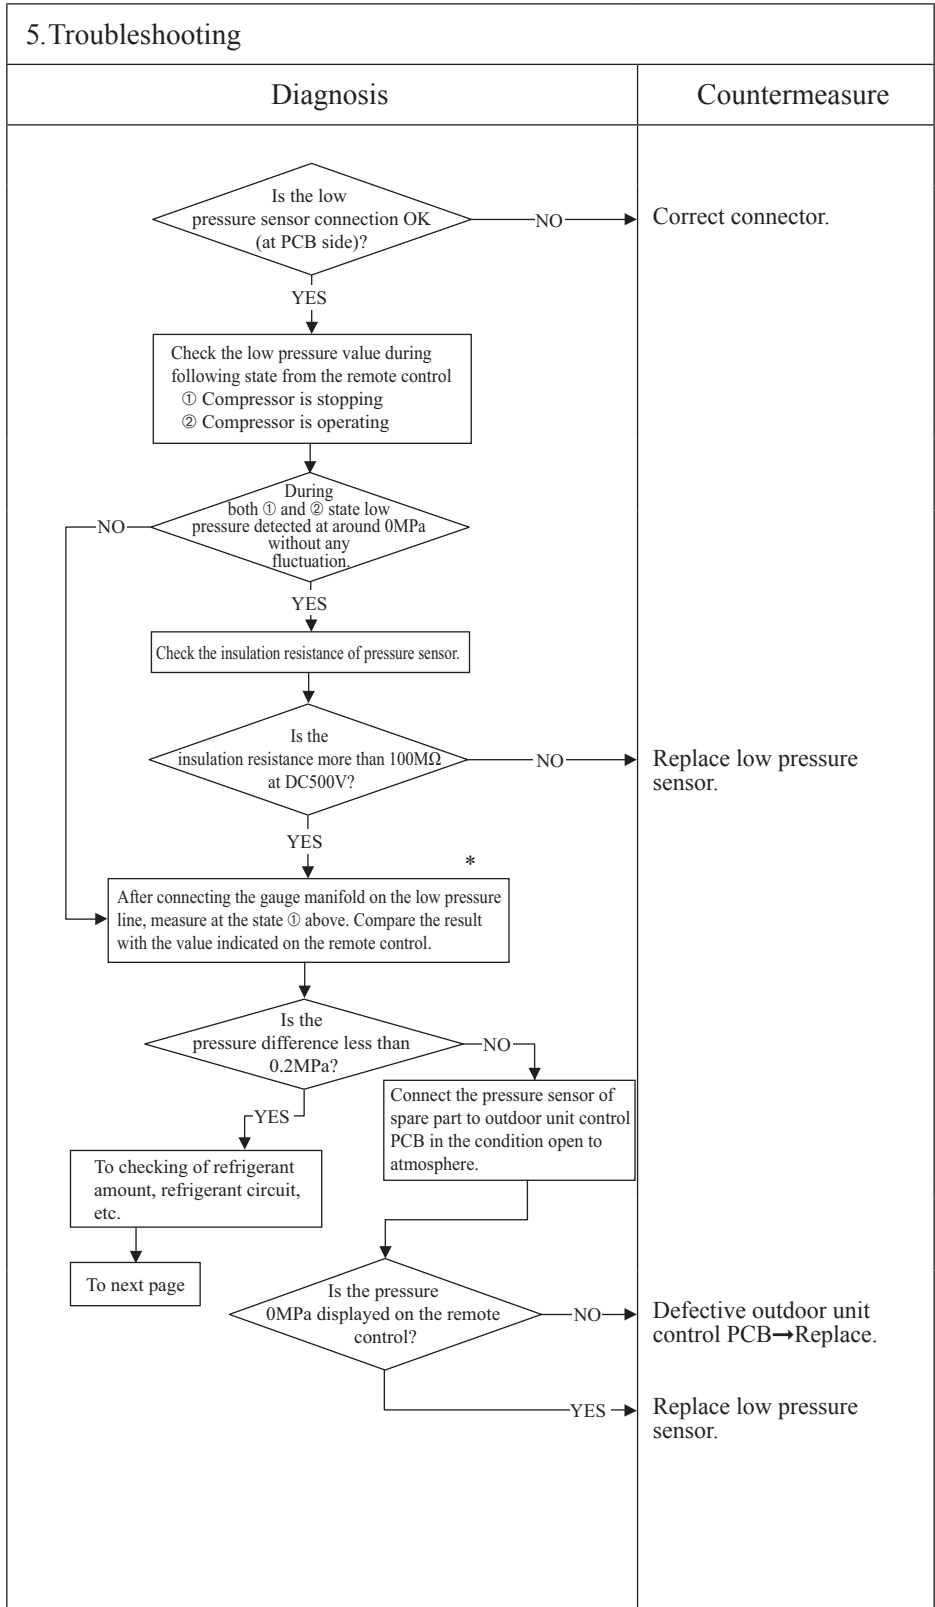 5.Troubleshooting
Diagnosis
Countermeasure
Is the low
pressure sensor connection OK
(at PCB side)?
NO
Correct connector.
YES
Check the low pressure value during
following state from the remote control
① Compressor is stopping
② Compressor is operating
During
both ① and ② state low
pressure detected at around 0MPa
without any
fluctuation.
NO
YES
Check the insulation resistance of pressure sensor.
Is the
insulation resistance more than 100MΩ
at DC500V?
NO
Replace low pressure
sensor.
YES
*
After connecting the gauge manifold on the low pressure
line, measure at the state ① above. Compare the result
with the value indicated on the remote control.
Is the
pressure difference less than
0.2MPa?
NO
YES
Connect the pressure sensor of
spare part to outdoor unit control
PCB in the condition open to
atmosphere.
To checking of refrigerant
amount, refrigerant circuit,
etc.
To next page
Is the pressure
0MPa displayed on the remote
control?
NO
Defective outdoor unit
control PCB→Replace.
YES
Replace low pressure
sensor.